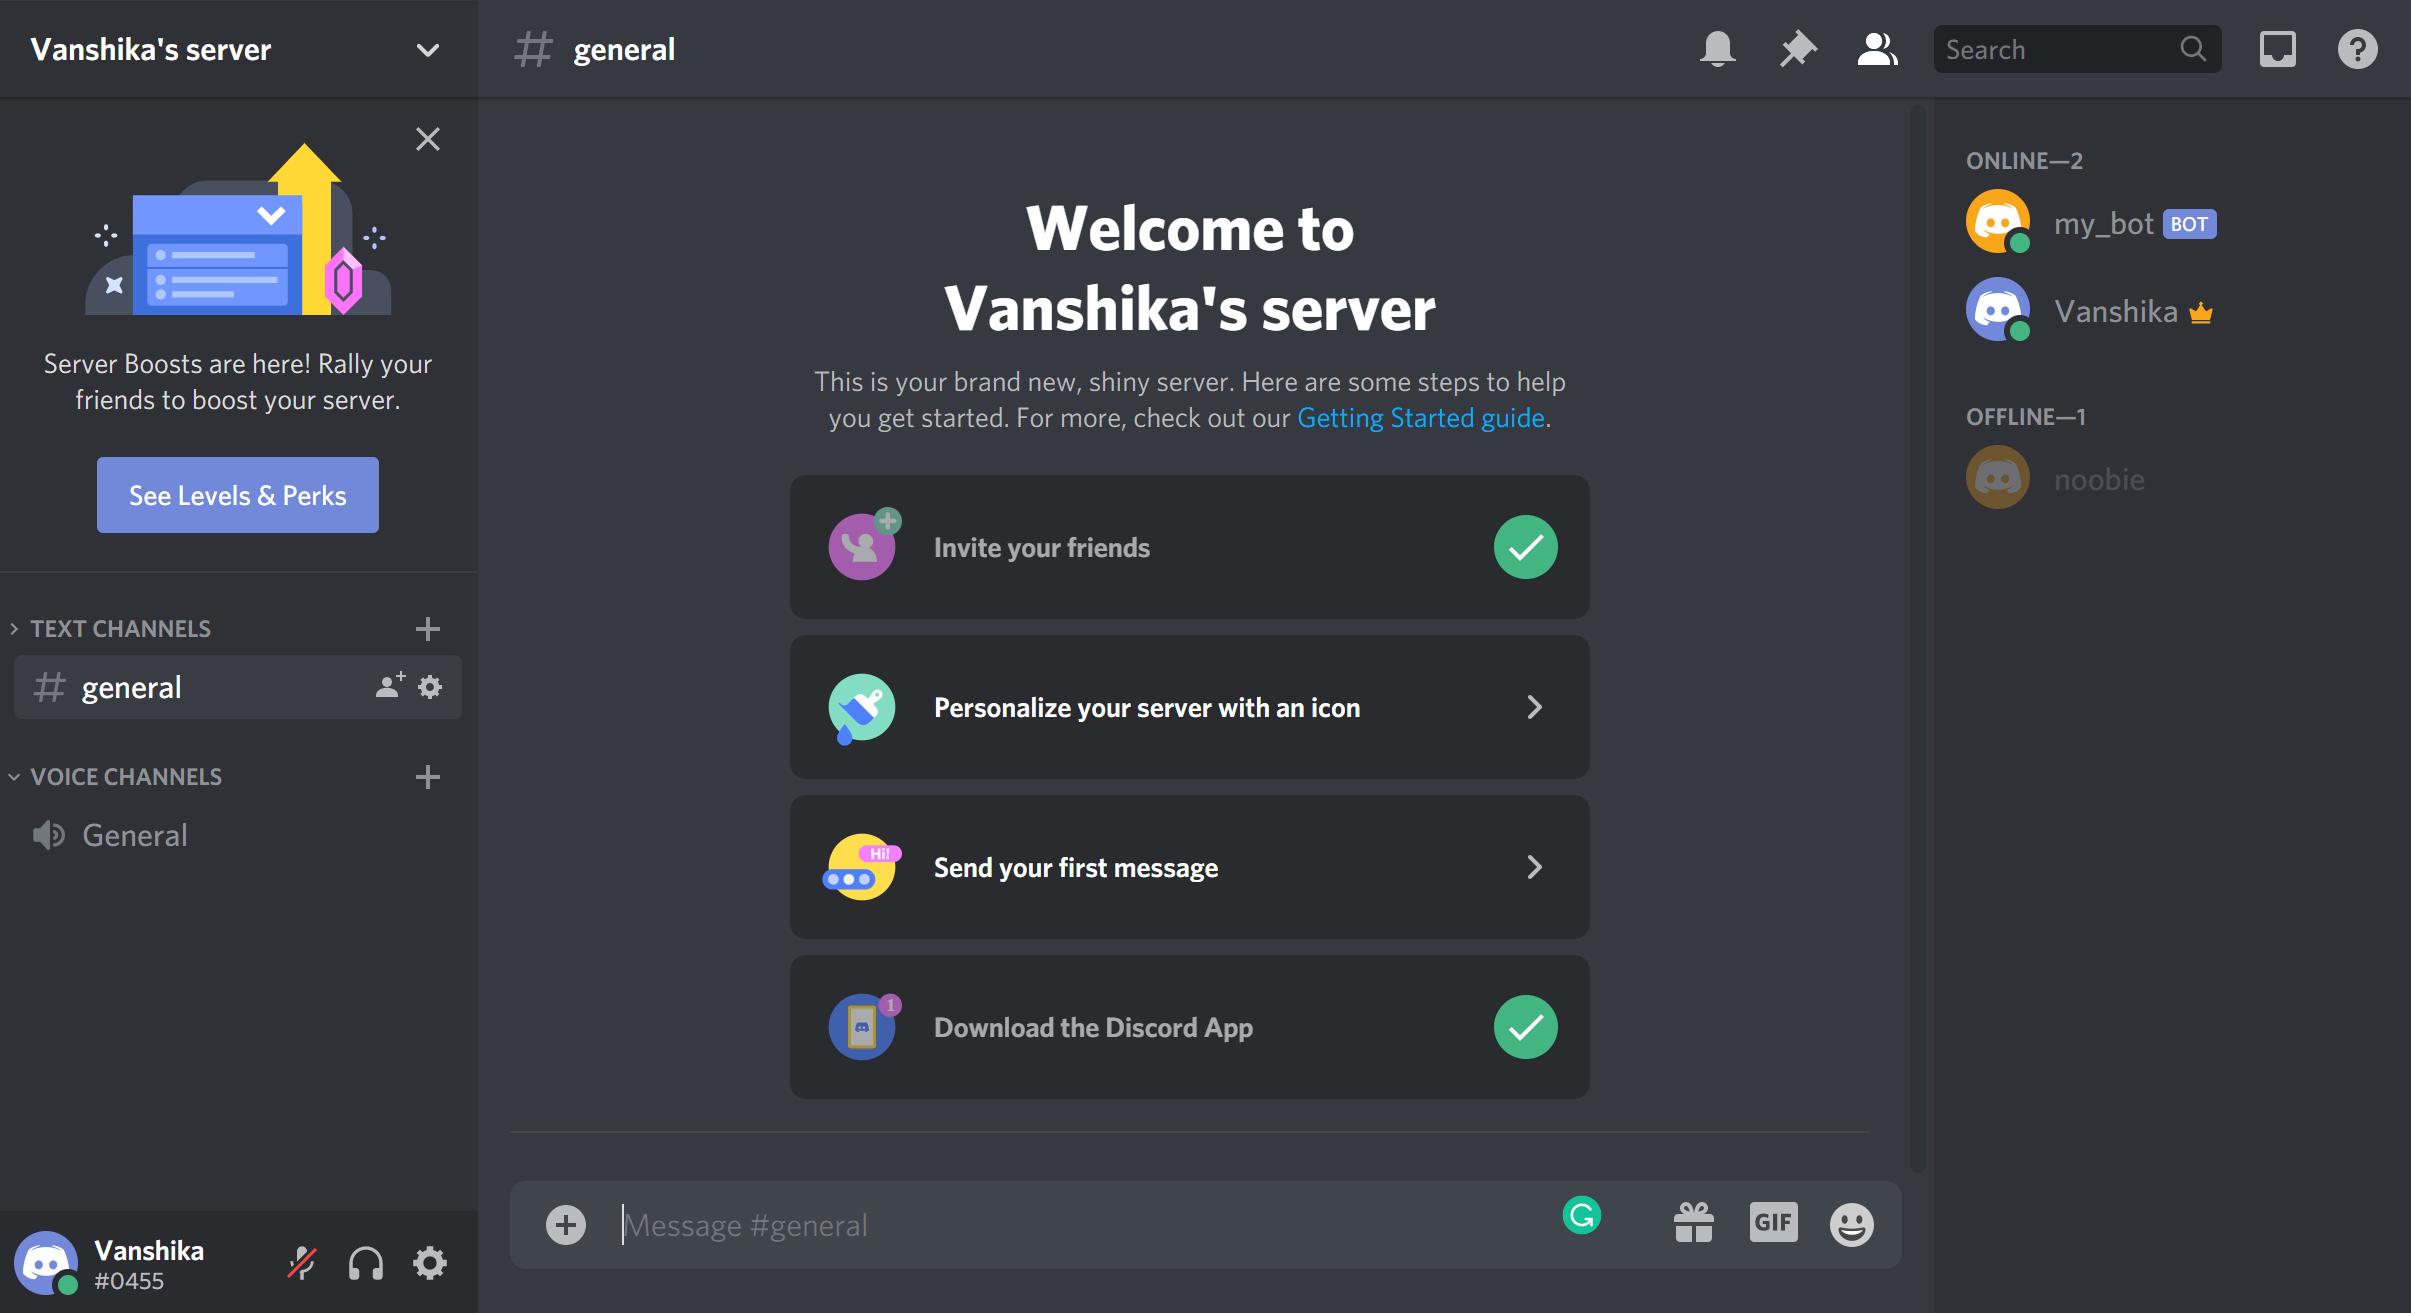 Vanshika's server
Server Boosts are here! Rally your
friends to boost your server.
See Levels & Perks
TEXT CHANNELS
general
VOICE CHANNELS
General
Vanshika
#0455
# general
Search
Welcome to
Vanshika's server
This is your brand new, shiny server. Here are some steps to help
you get started. For more, check out our Getting Started guide.
Invite your friends
Personalize your server with an icon
Hi!
Send your first message
1
Download the Discord App
Message #general
GIF
ONLINE—2
my_bot BOT
Vanshika
OFFLINE—1
noobie